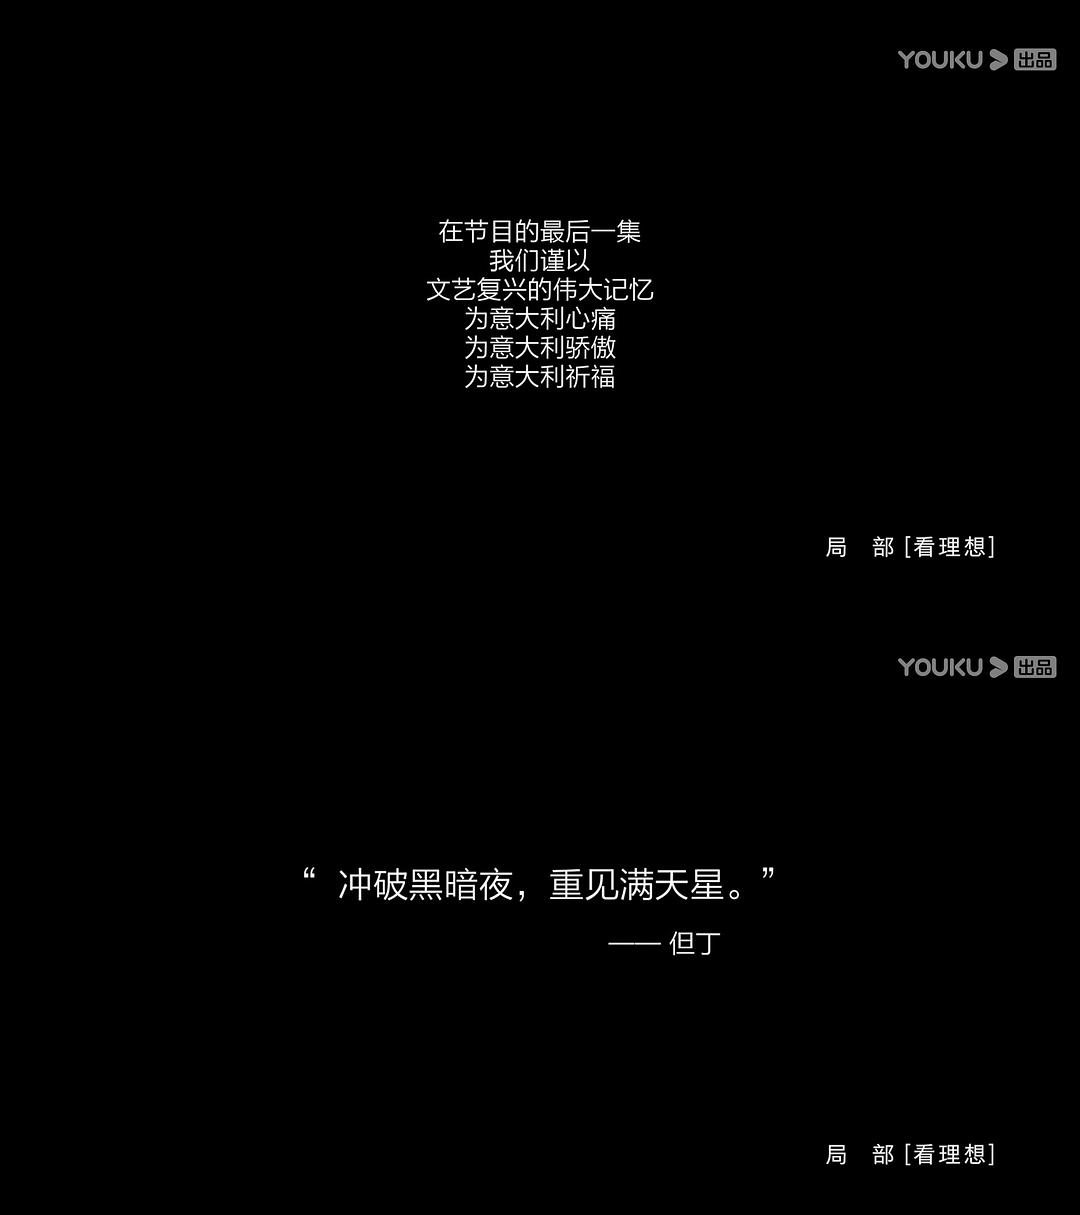 YOUKU 出品
在节目的最后一集
我们谨以
文艺复兴的伟大记忆
为意大利心痛
为意大利骄傲
为意大利祈福
局 部 [看理想]
YOUKU 出品
“ 冲破黑暗夜，重见满天星。”
—— 但丁
局 部 [看理想]